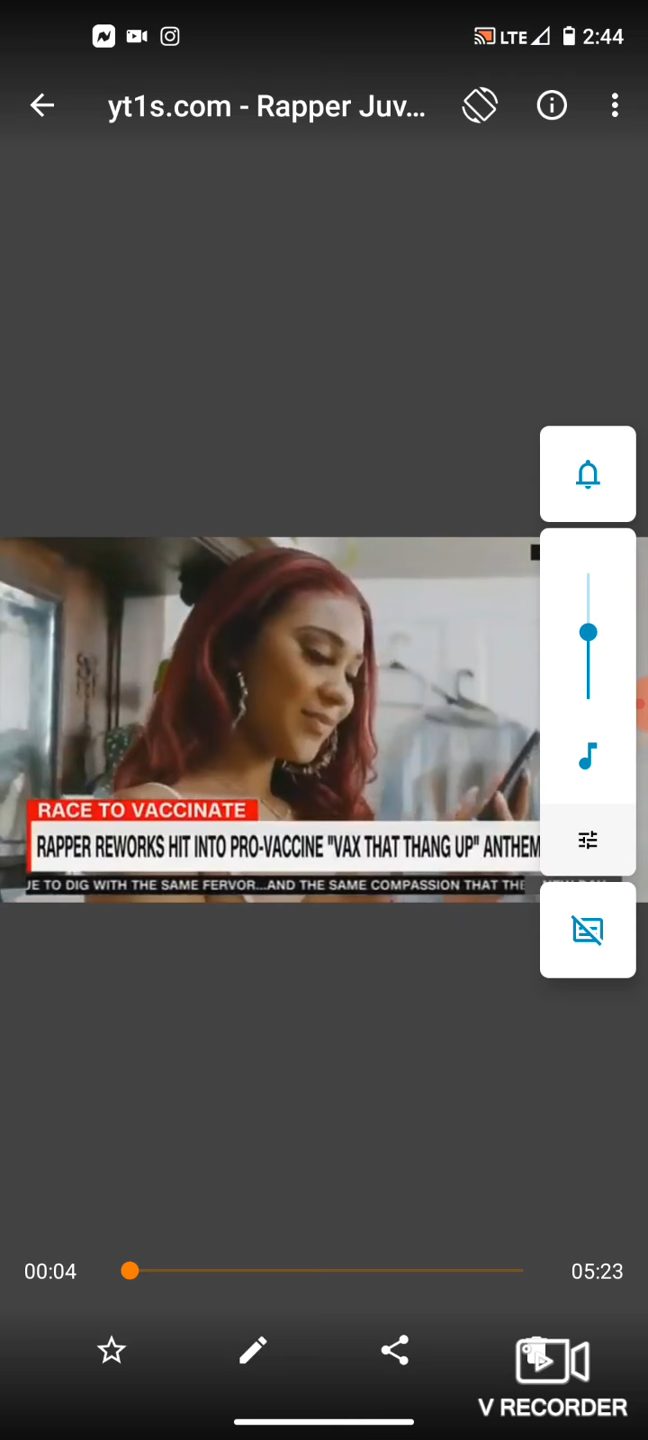 LTE 2:44
yt1s.com - Rapper Juv...
RACE TO VACCINATE
RAPPER REWORKS HIT INTO PRO-VACCINE "VAX THAT THANG UP" ANTHEM
JE TO DIG WITH THE SAME FERVOR...AND THE SAME COMPASSION THAT THE
00:04 05:23
V RECORDER